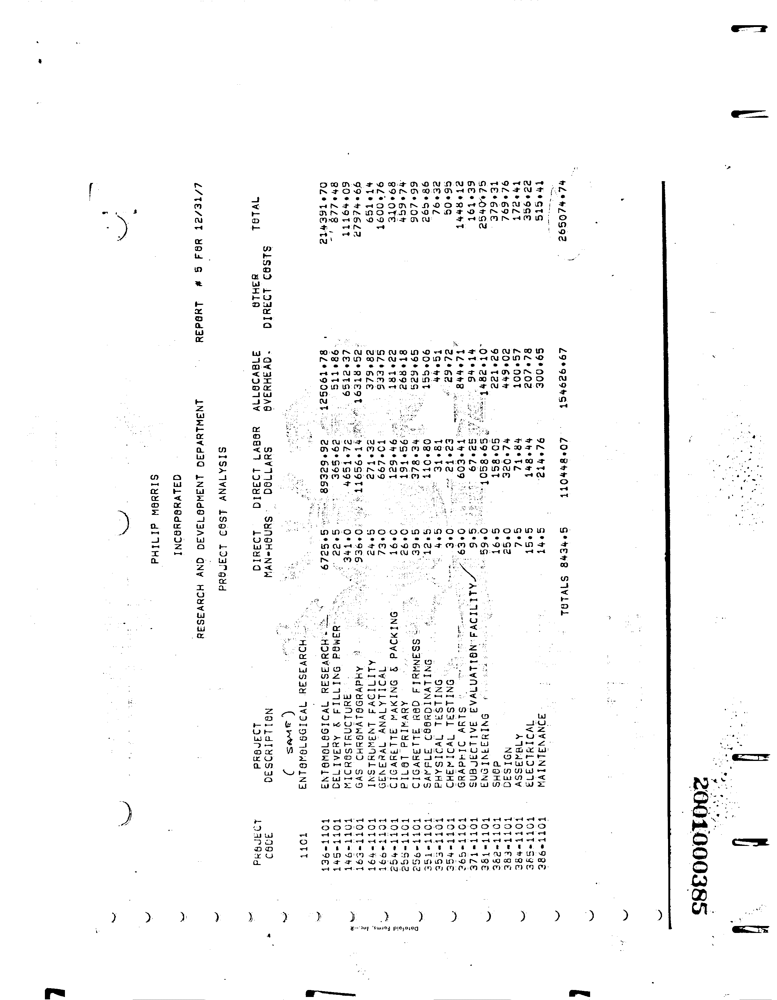 PHILIP MORRIS
INCORPORATED
RESEARCH AND DEVELOPMENT DEPARTMENT REPORT # 5 FOR 12/31/7
PROJECT COST ANALYSIS
PROJECT PROJECT DIRECT DIRECT LABOR ALLOCABLE OTHER TOTAL
CODE DESCRIPTION MAN-HOURS DOLLARS OVERHEAD DIRECT COSTS
( SAME )
1101 ENTOMOLOGICAL RESEARCH
136-1101 ENTOMOLOGICAL RESEARCH 6725.5 89329.92 125061.78 214391.70
145-1101 DELIVERY & FILLING POWER 22.5 365.62 511.86 877.48
146-1101 MICROSTRUCTURE 341.0 4651.72 6512.37 11164.09
163-1101 GAS CHROMATOGRAPHY 936.0 11656.14 16318.52 27974.66
164-1101 INSTRUMENT FACILITY 24.5 271.32 379.82 651.14
166-1101 GENERAL ANALYTICAL 73.0 667.01 933.75 1600.76
254-1101 CIGARETTE MAKING & PACKING 16.0 129.46 181.22 310.68
255-1101 PILOT PRIMARY 26.0 191.56 268.18 459.74
256-1101 CIGARETTE ROD FIRMNESS 39.5 378.34 529.65 907.99
351-1101 SAMPLE COORDINATING 12.5 110.80 155.06 265.86
353-1101 PHYSICAL TESTING 4.5 31.81 44.51 76.32
354-1101 CHEMICAL TESTING 3.0 21.23 29.72 50.95
365-1101 GRAPHIC ARTS 63.0 603.41 844.71 1448.12
371-1101 SUBJECTIVE EVALUATION FACILITY 9.5 67.25 94.14 161.39
381-1101 ENGINEERING 59.0 1058.65 1482.10 2540.75
382-1101 SHOP 16.5 158.05 221.26 379.31
383-1101 DESIGN 25.0 320.74 449.02 769.76
384-1101 ASSEMBLY 7.5 71.84 100.57 172.41
385-1101 ELECTRICAL 15.5 148.44 207.78 356.22
386-1101 MAINTENANCE 14.5 214.76 300.65 515.41
TOTALS 8434.5 110448.07 154626.67 265074.74
2001000385
Datafold Forms, Inc.